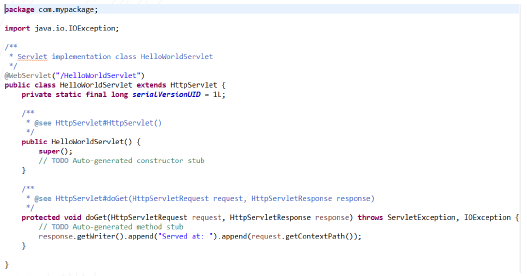 package com.mypackage;
import java.io.IOException;
/**
 * Servlet implementation class HelloWorldServlet
 */
@WebServlet("/HelloWorldServlet")
public class HelloWorldServlet extends HttpServlet {
    private static final long serialVersionUID = 1L;
    /**
     * @see HttpServlet#HttpServlet()
     */
    public HelloWorldServlet() {
        super();
        // TODO Auto-generated constructor stub
    }
    /**
     * @see HttpServlet#doGet(HttpServletRequest request, HttpServletResponse response)
     */
    protected void doGet(HttpServletRequest request, HttpServletResponse response) throws ServletException, IOException {
        // TODO Auto-generated method stub
        response.getWriter().append("Served at: ").append(request.getContextPath());
    }
}